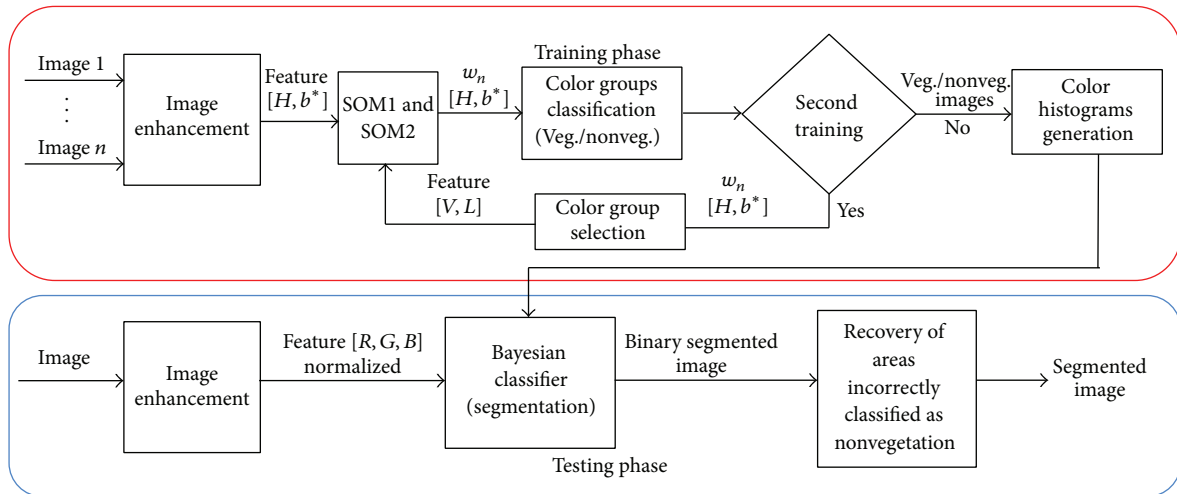 Training phase
Image 1
⋮
Image n
Image
enhancement
Feature
[H, b*]
SOM1 and
SOM2
w_n
[H, b*]
Color groups
classification
(Veg./nonveg.)
Second
training
Veg./nonveg.
images
No
Color
histograms
generation
Yes
w_n
[H, b*]
Color group
selection
Feature
[V, L]
Image
Image
enhancement
Feature [R, G, B]
normalized
Bayesian
classifier
(segmentation)
Binary segmented
image
Recovery of
areas
incorrectly
classified as
nonvegetation
Segmented
image
Testing phase